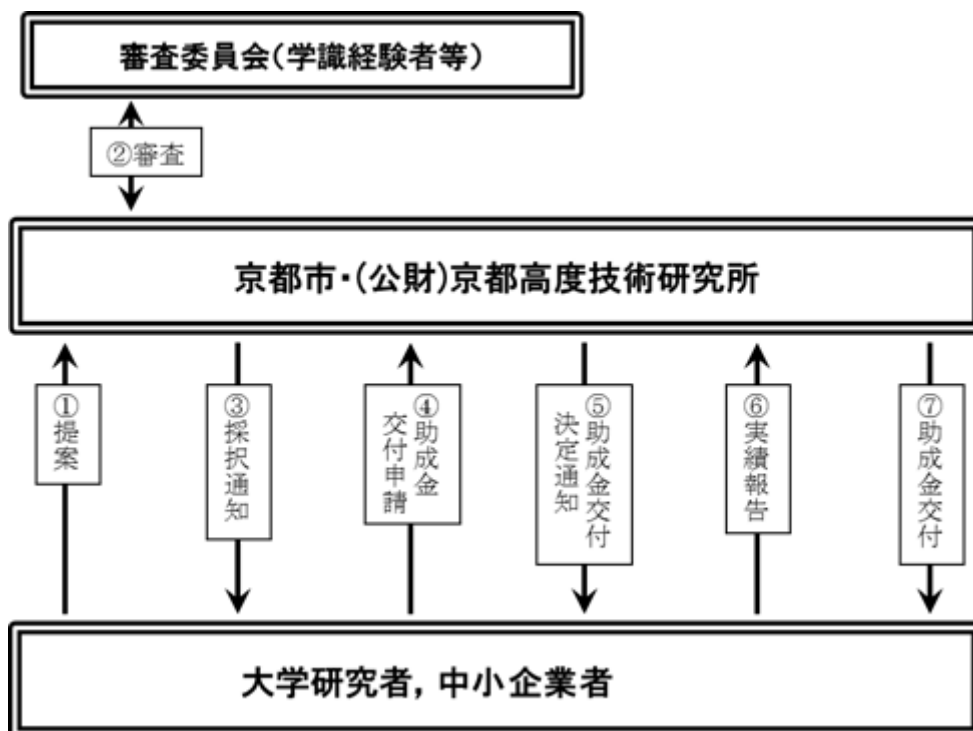 審査委員会(学識経験者等)
②審査
京都市・(公財)京都高度技術研究所
①提案
③採択通知
④助成金
交付申請
⑤助成金交付
決定通知
⑥実績報告
⑦助成金交付
大学研究者,中小企業者